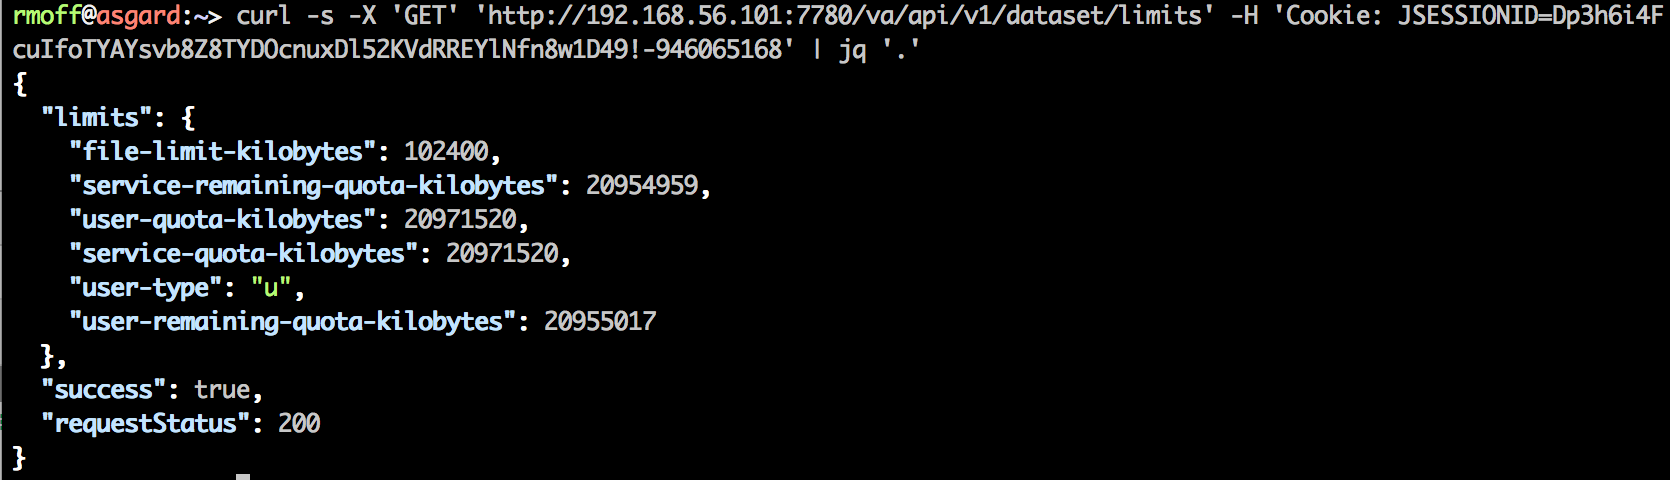 rmoff@asgard:~> curl -s -X 'GET' 'http://192.168.56.101:7780/va/api/v1/dataset/limits' -H 'Cookie: JSESSIONID=Dp3h6i4F
cuIfoTYAYsvb8Z8TYDOcnuxDl52KVdRREYlNfn8w1D49!-946065168' | jq '.'
{
  "limits": {
    "file-limit-kilobytes": 102400,
    "service-remaining-quota-kilobytes": 20954959,
    "user-quota-kilobytes": 20971520,
    "service-quota-kilobytes": 20971520,
    "user-type": "u",
    "user-remaining-quota-kilobytes": 20955017
  },
  "success": true,
  "requestStatus": 200
}